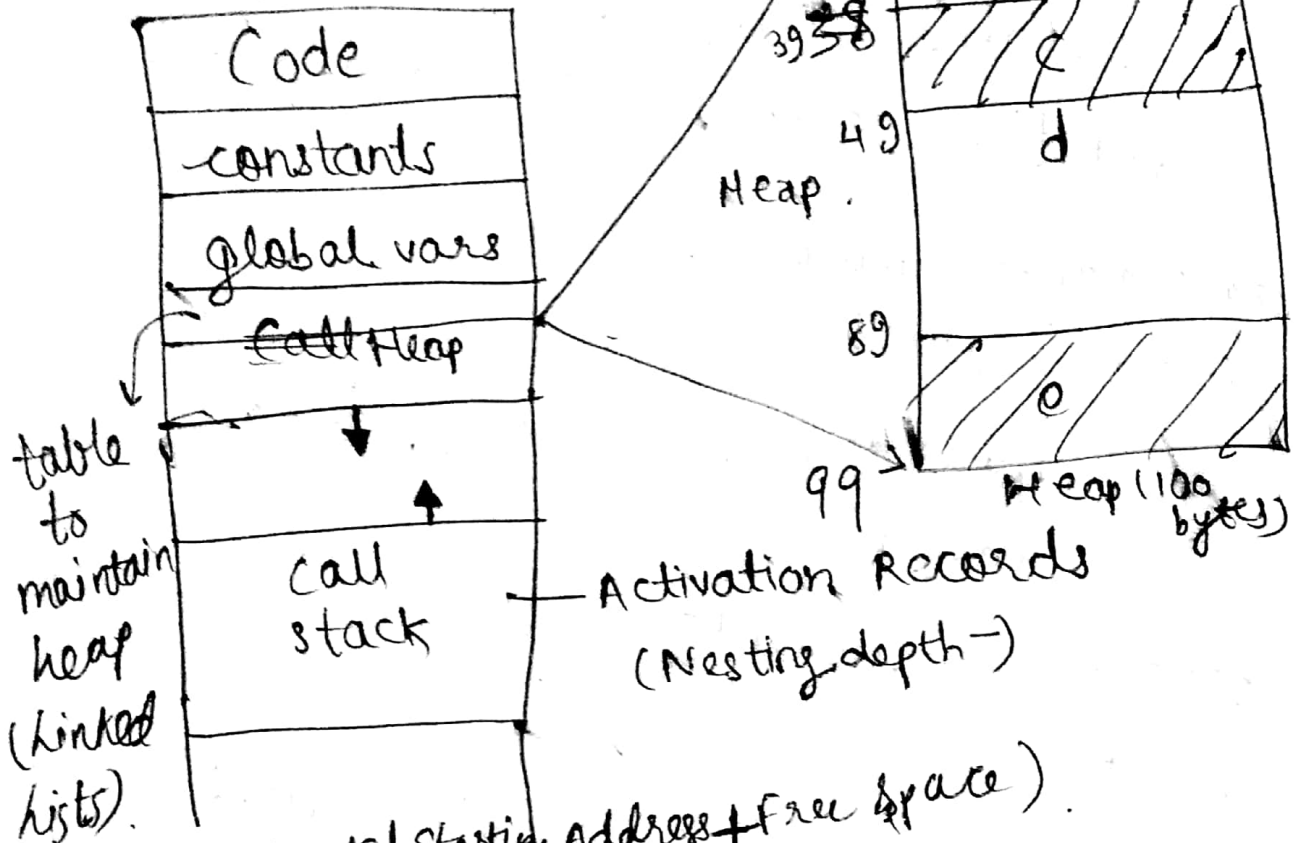 Code
constants
global vars
Heap
table
to
maintain
heap
(Linked
Lists).
Call
stack
Activation Records
(Nesting depth-)
39
c
49
d
Heap.
89
e
99
Heap (100
bytes)
Address + Free space).